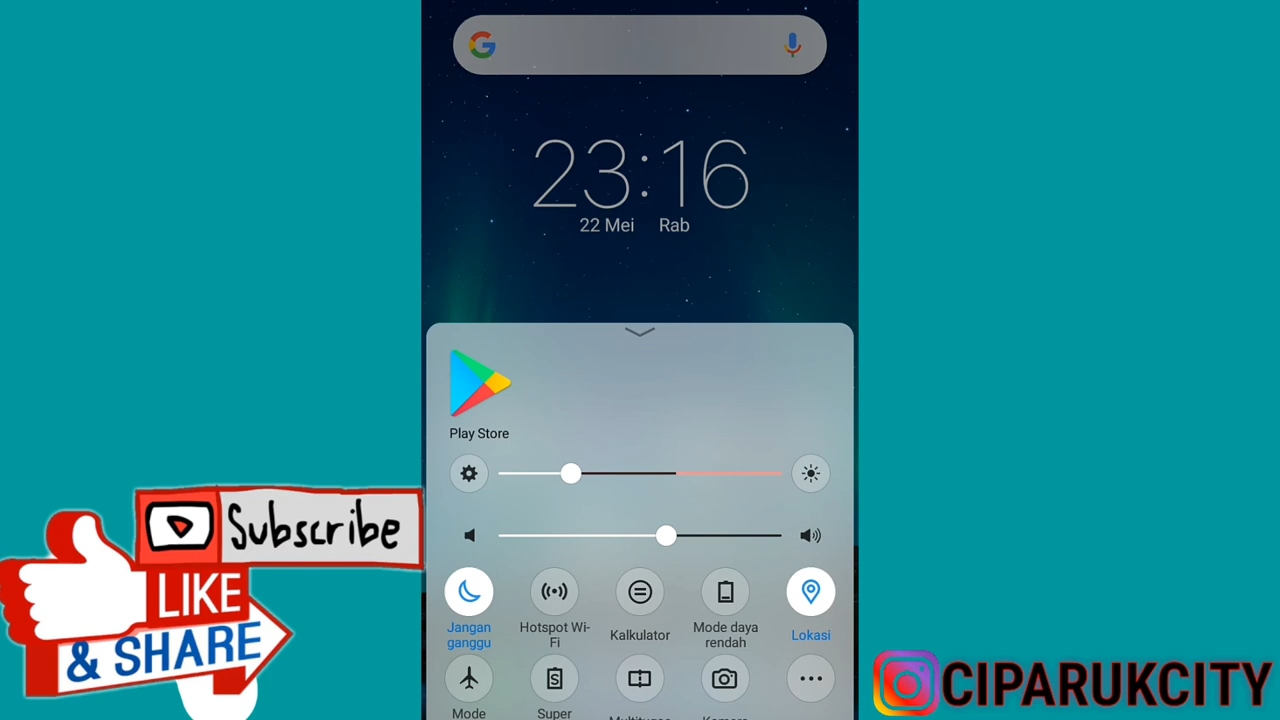 23:16
22 Mei Rab
Play Store
Subscribe
LIKE
& SHARE
Jangan
ganggu
Hotspot Wi-
Fi
Kalkulator
Mode daya
rendah
Lokasi
Mode
Super
CIPARUKCITY